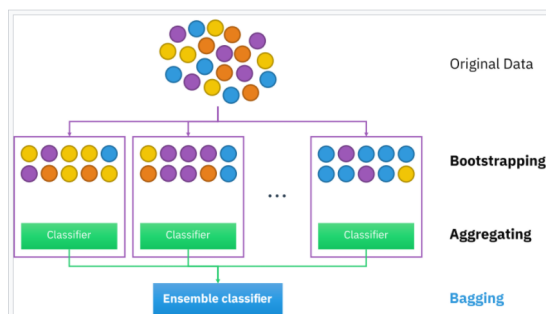 Original Data
Bootstrapping
...
Classifier Classifier Classifier
Aggregating
Ensemble classifier
Bagging